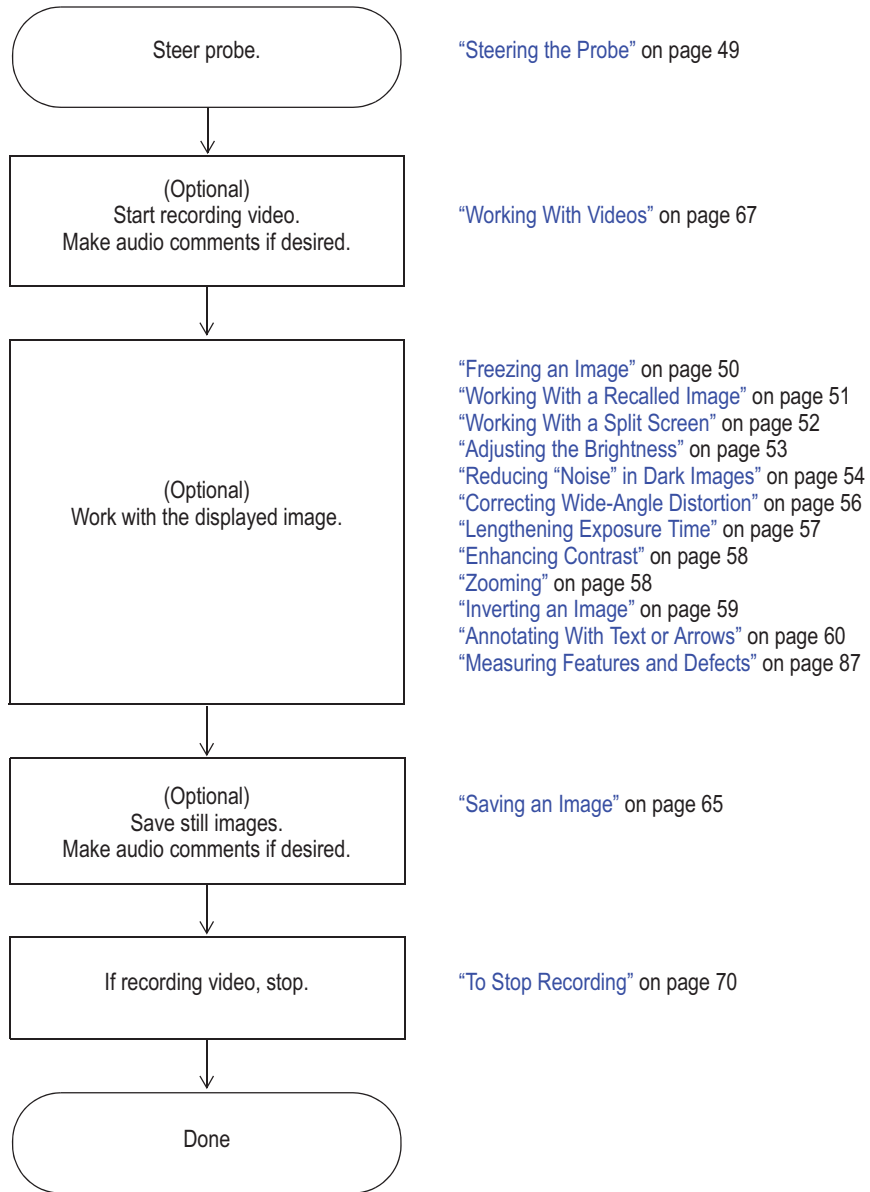 Steer probe.
“Steering the Probe” on page 49
(Optional)
Start recording video.
Make audio comments if desired.
“Working With Videos” on page 67
(Optional)
Work with the displayed image.
“Freezing an Image” on page 50
“Working With a Recalled Image” on page 51
“Working With a Split Screen” on page 52
“Adjusting the Brightness” on page 53
“Reducing “Noise” in Dark Images” on page 54
“Correcting Wide-Angle Distortion” on page 56
“Lengthening Exposure Time” on page 57
“Enhancing Contrast” on page 58
“Zooming” on page 58
“Inverting an Image” on page 59
“Annotating With Text or Arrows” on page 60
“Measuring Features and Defects” on page 87
(Optional)
Save still images.
Make audio comments if desired.
“Saving an Image” on page 65
If recording video, stop.
“To Stop Recording” on page 70
Done